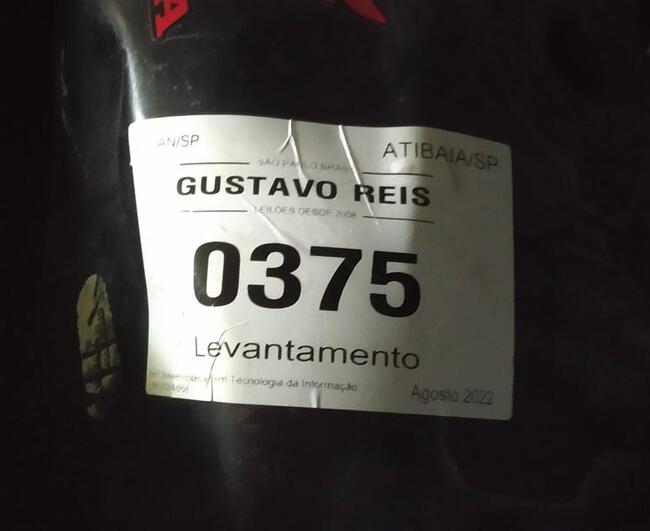 A
AN/SP ATIBAIA/SP
SÃO PAULO BRASIL
GUSTAVO REIS
LEILÕES DESDE 2008
0375
Levantamento
em Tecnologia da Informação
Agosto 2022